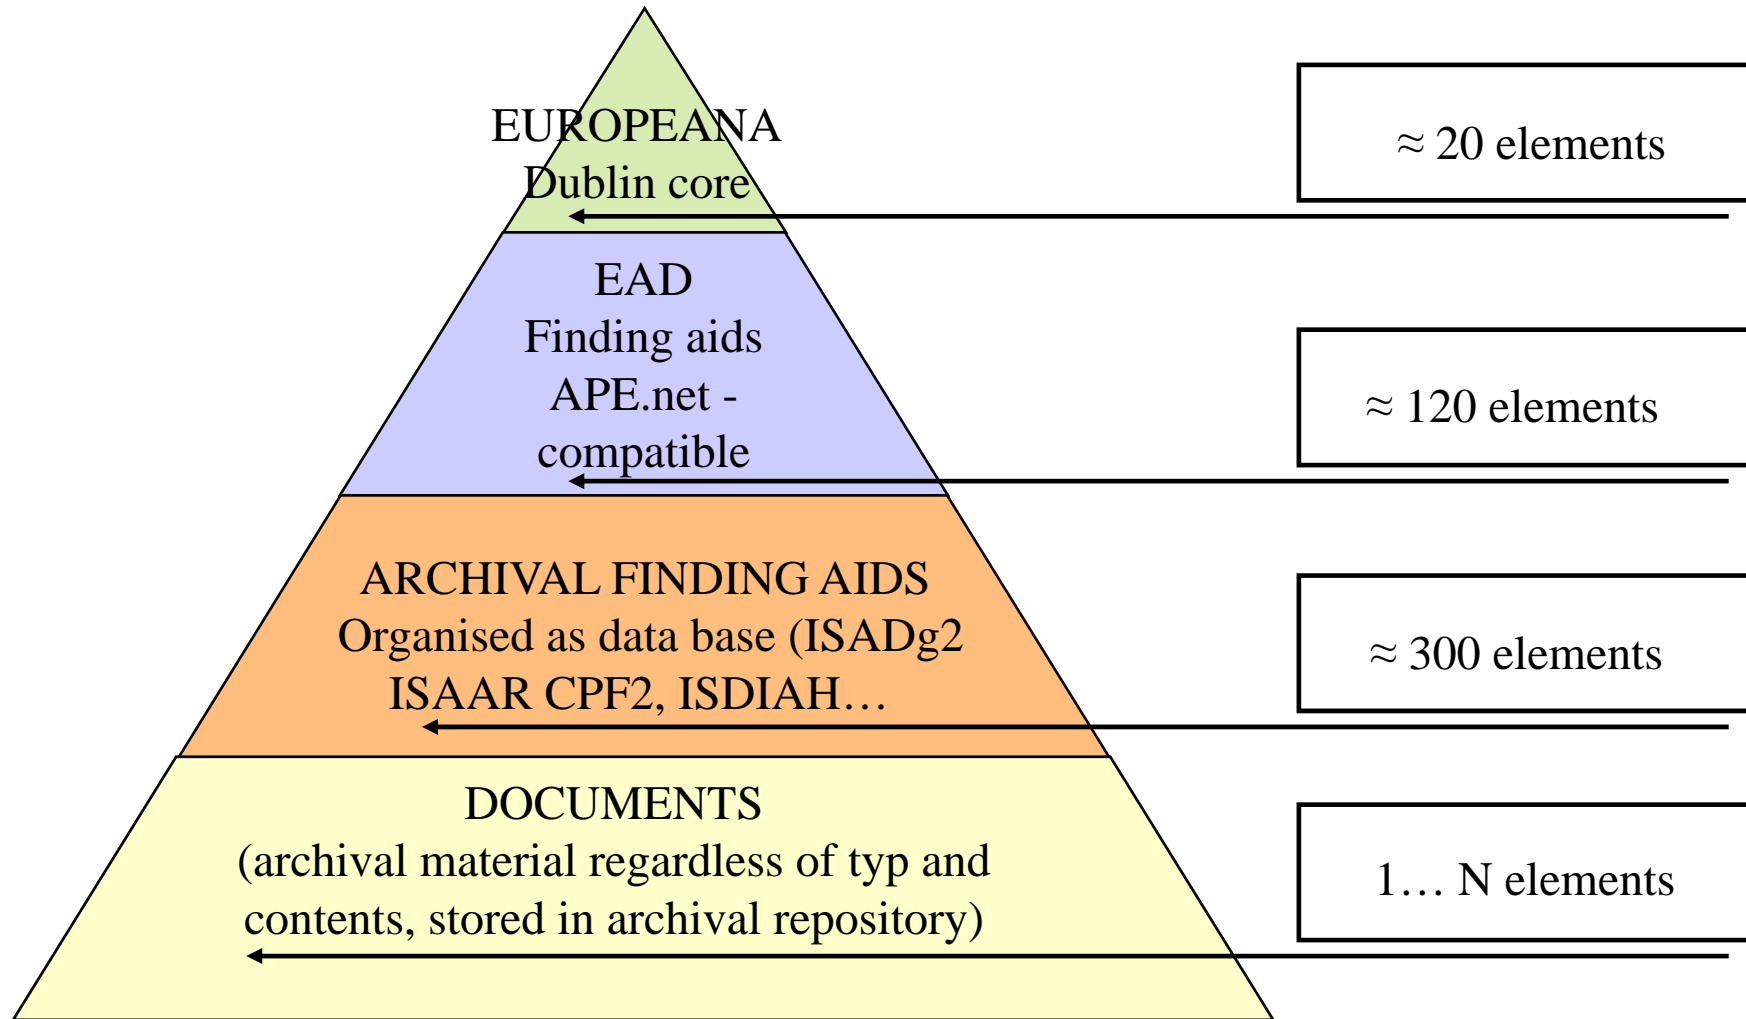 EUROPEANA
Dublin core
≈ 20 elements
EAD
Finding aids
APE.net -
compatible
≈ 120 elements
ARCHIVAL FINDING AIDS
Organised as data base (ISADg2
ISAAR CPF2, ISDIAH…
≈ 300 elements
DOCUMENTS
(archival material regardless of typ and
contents, stored in archival repository)
1… N elements